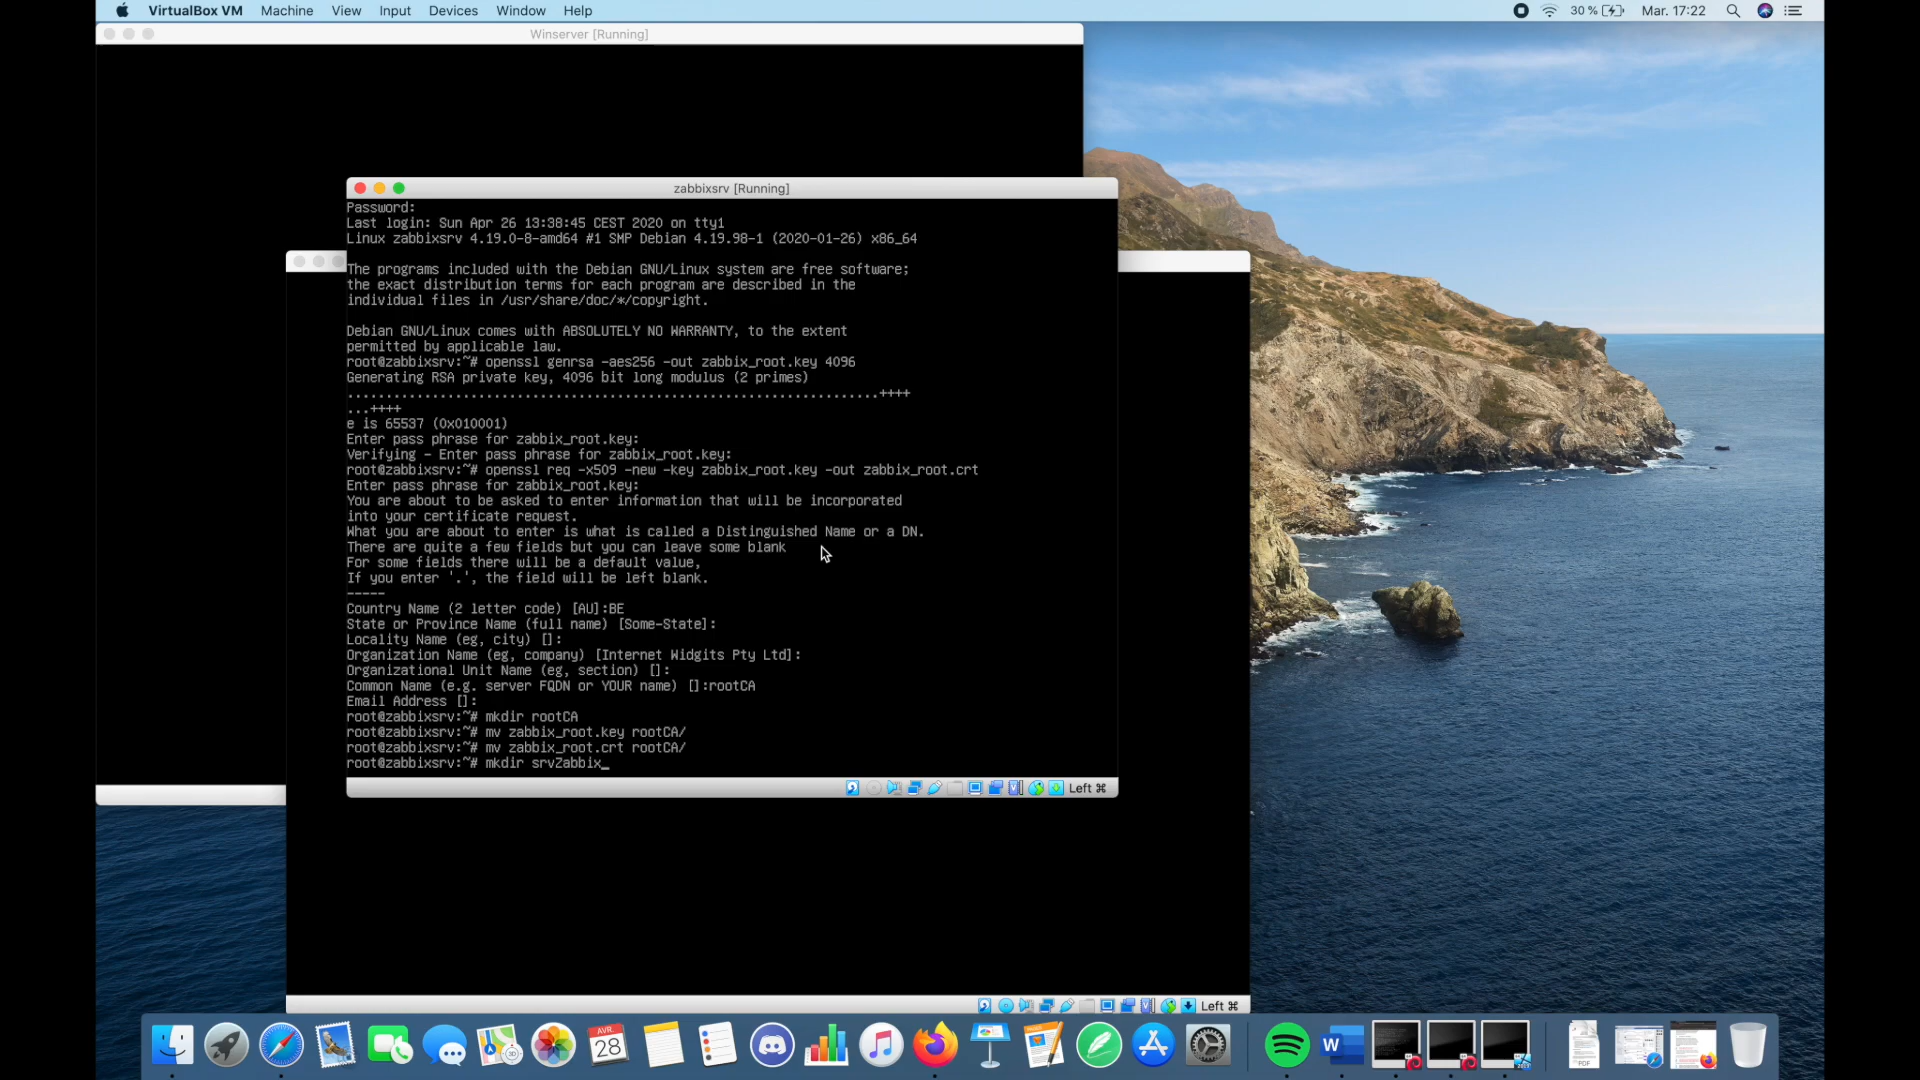 VirtualBox VM Machine View Input Devices Window Help
30 % Mar. 17:22
Winserver [Running]
zabbixsrv [Running]
Password:
Last login: Sun Apr 26 13:38:45 CEST 2020 on tty1
Linux zabbixsrv 4.19.0-8-amd64 #1 SMP Debian 4.19.98-1 (2020-01-26) x86_64
The programs included with the Debian GNU/Linux system are free software;
the exact distribution terms for each program are described in the
individual files in /usr/share/doc/*/copyright.
Debian GNU/Linux comes with ABSOLUTELY NO WARRANTY, to the extent
permitted by applicable law.
root@zabbixsrv:~# openssl genrsa -aes256 -out zabbix_root.key 4096
Generating RSA private key, 4096 bit long modulus (2 primes)
.....................................................................++++
...++++
e is 65537 (0x010001)
Enter pass phrase for zabbix_root.key:
Verifying - Enter pass phrase for zabbix_root.key:
root@zabbixsrv:~# openssl req -x509 -new -key zabbix_root.key -out zabbix_root.crt
Enter pass phrase for zabbix_root.key:
You are about to be asked to enter information that will be incorporated
into your certificate request.
What you are about to enter is what is called a Distinguished Name or a DN.
There are quite a few fields but you can leave some blank
For some fields there will be a default value,
If you enter '.', the field will be left blank.
-----
Country Name (2 letter code) [AU]:BE
State or Province Name (full name) [Some-State]:
Locality Name (eg, city) []:
Organization Name (eg, company) [Internet Widgits Pty Ltd]:
Organizational Unit Name (eg, section) []:
Common Name (e.g. server FQDN or YOUR name) []:rootCA
Email Address []:
root@zabbixsrv:~# mkdir rootCA
root@zabbixsrv:~# mv zabbix_root.key rootCA/
root@zabbixsrv:~# mv zabbix_root.crt rootCA/
root@zabbixsrv:~# mkdir srvZabbix_
Left ⌘
Left ⌘
AVR.
28
3D
W
PDF